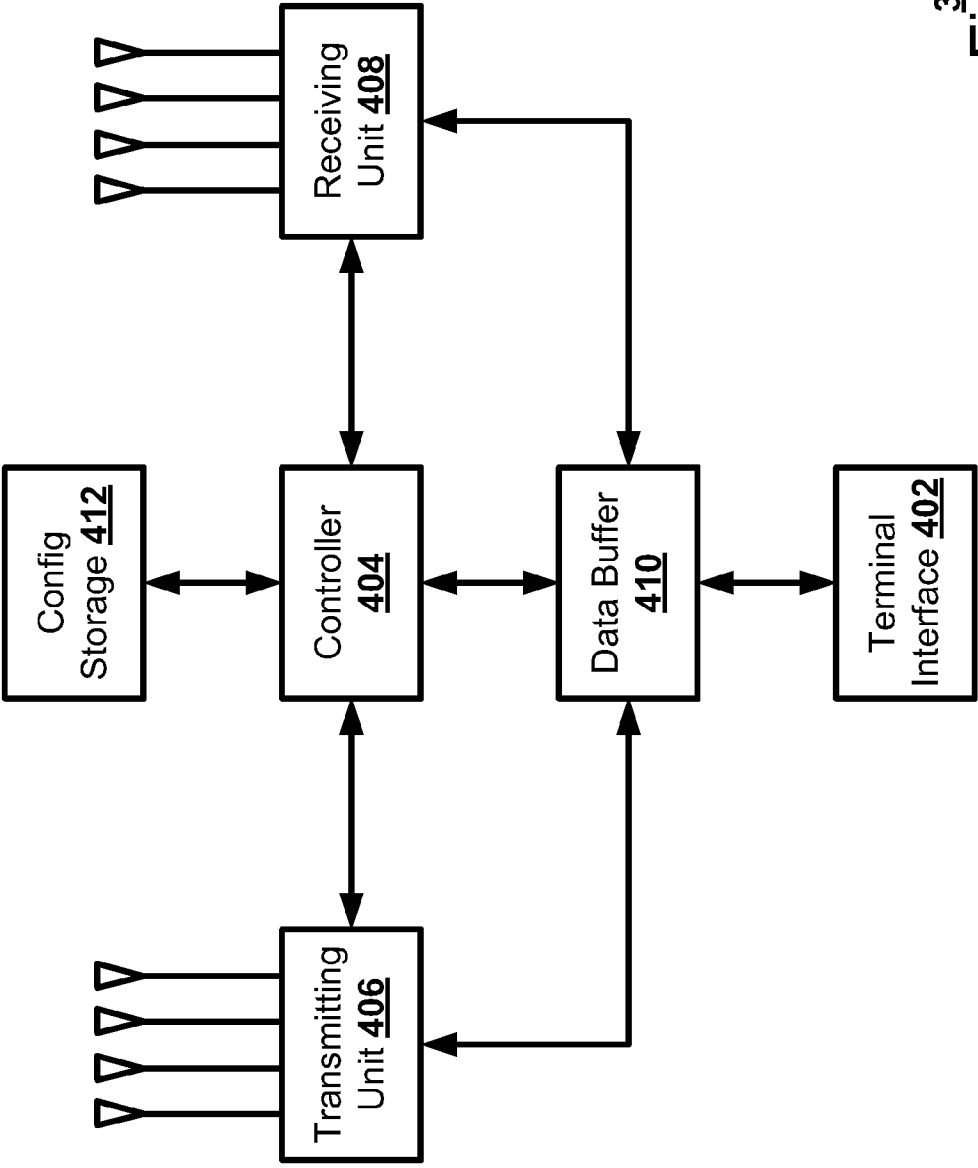 Config
Storage 412
Transmitting
Unit 406
Controller
404
Receiving
Unit 408
Data Buffer
410
Terminal
Interface 402